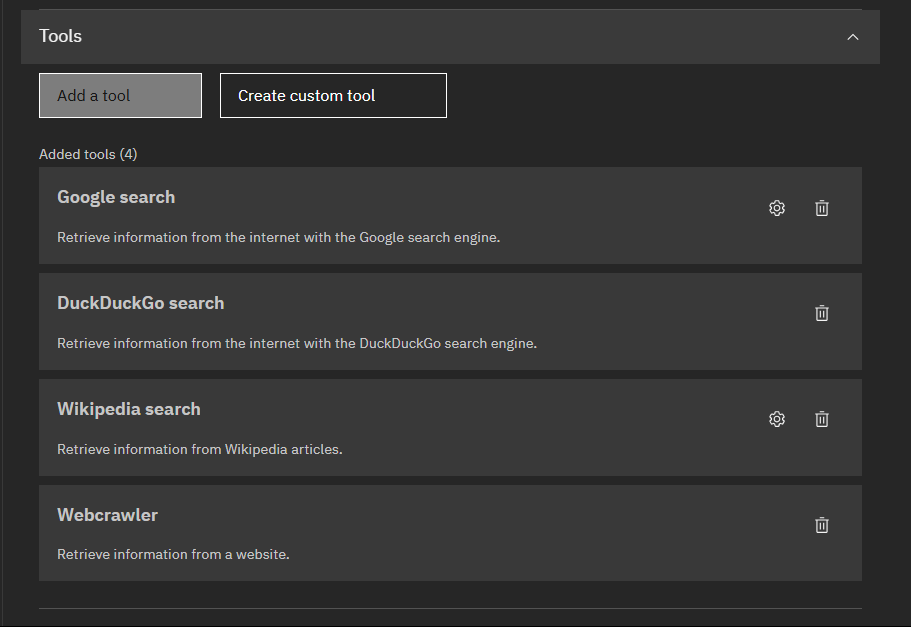 Tools
Add a tool
Create custom tool
Added tools (4)
Google search
Retrieve information from the internet with the Google search engine.
DuckDuckGo search
Retrieve information from the internet with the DuckDuckGo search engine.
Wikipedia search
Retrieve information from Wikipedia articles.
Webcrawler
Retrieve information from a website.